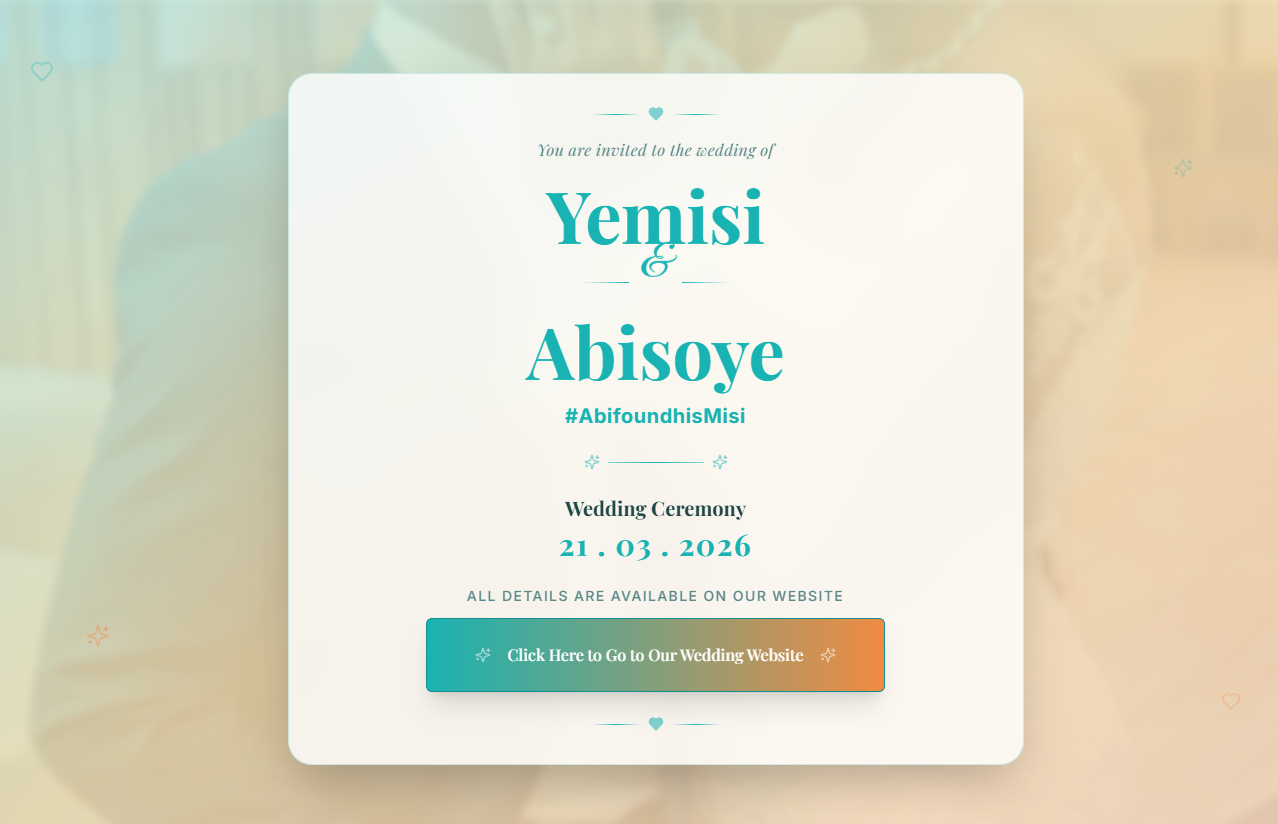 You are invited to the wedding of
Yemisi
&
Abisoye
#AbifoundhisMisi
Wedding Ceremony
21 . 03 . 2026
ALL DETAILS ARE AVAILABLE ON OUR WEBSITE
Click Here to Go to Our Wedding Website